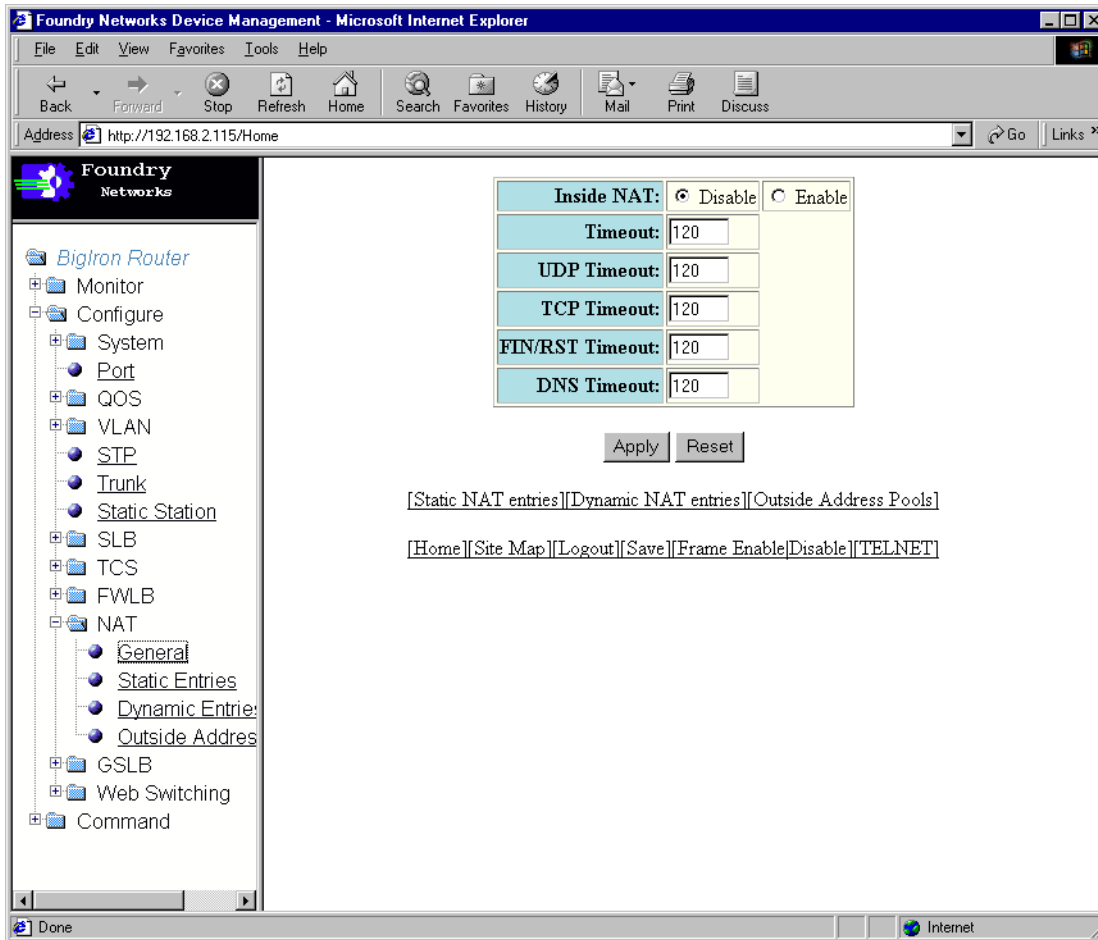 Foundry Networks Device Management - Microsoft Internet Explorer
File Edit View Favorites Tools Help
Back Forward Stop Refresh Home Search Favorites History Mail Print Discuss
Address http://192.168.2.115/Home Go Links »
Foundry
Networks
BigIron Router
Monitor
Configure
System
Port
QOS
VLAN
STP
Trunk
Static Station
SLB
TCS
FWLB
NAT
General
Static Entries
Dynamic Entries
Outside Addres
GSLB
Web Switching
Command
Inside NAT: Disable Enable
Timeout: 120
UDP Timeout: 120
TCP Timeout: 120
FIN/RST Timeout: 120
DNS Timeout: 120
Apply Reset
[Static NAT entries][Dynamic NAT entries][Outside Address Pools]
[Home][Site Map][Logout][Save][Frame Enable|Disable][TELNET]
Done Internet